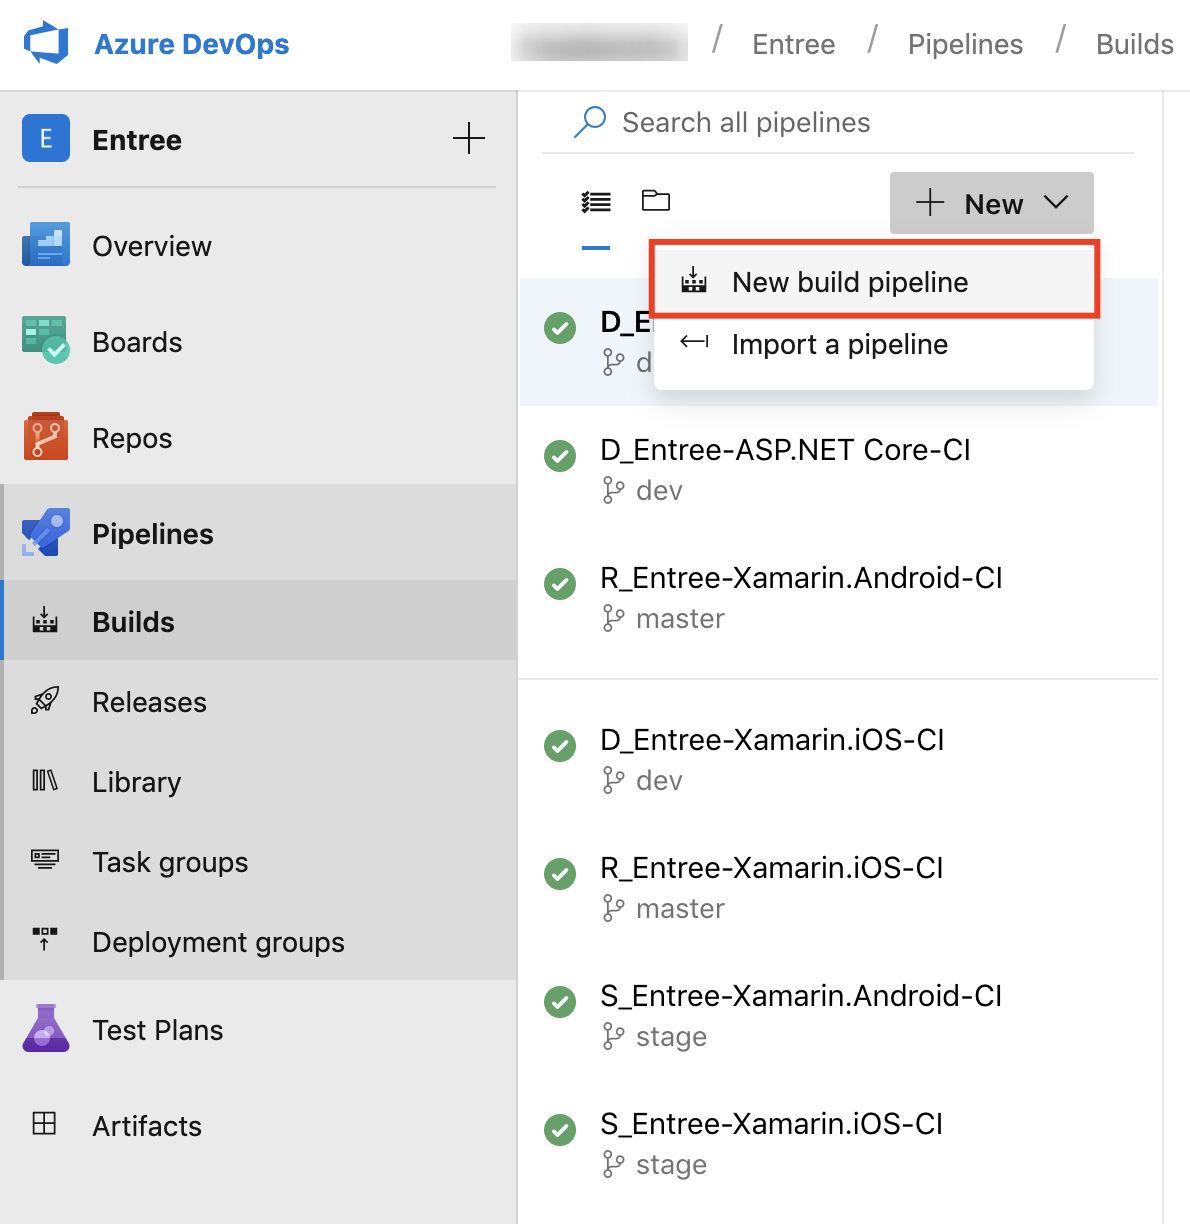 Azure DevOps
/ Entree / Pipelines / Builds
E Entree
Overview
Boards
Repos
Pipelines
Builds
Releases
Library
Task groups
Deployment groups
Test Plans
Artifacts
Search all pipelines
New
New build pipeline
Import a pipeline
D_E
d
D_Entree-ASP.NET Core-CI
dev
R_Entree-Xamarin.Android-CI
master
D_Entree-Xamarin.iOS-CI
dev
R_Entree-Xamarin.iOS-CI
master
S_Entree-Xamarin.Android-CI
stage
S_Entree-Xamarin.iOS-CI
stage